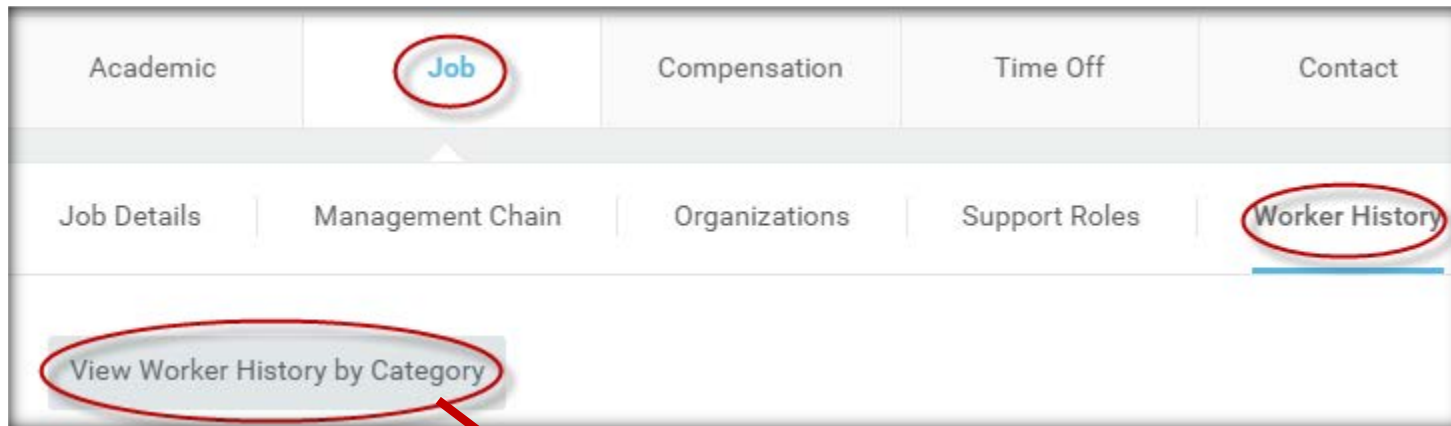 Academic Job Compensation Time Off Contact
Job Details Management Chain Organizations Support Roles Worker History
View Worker History by Category